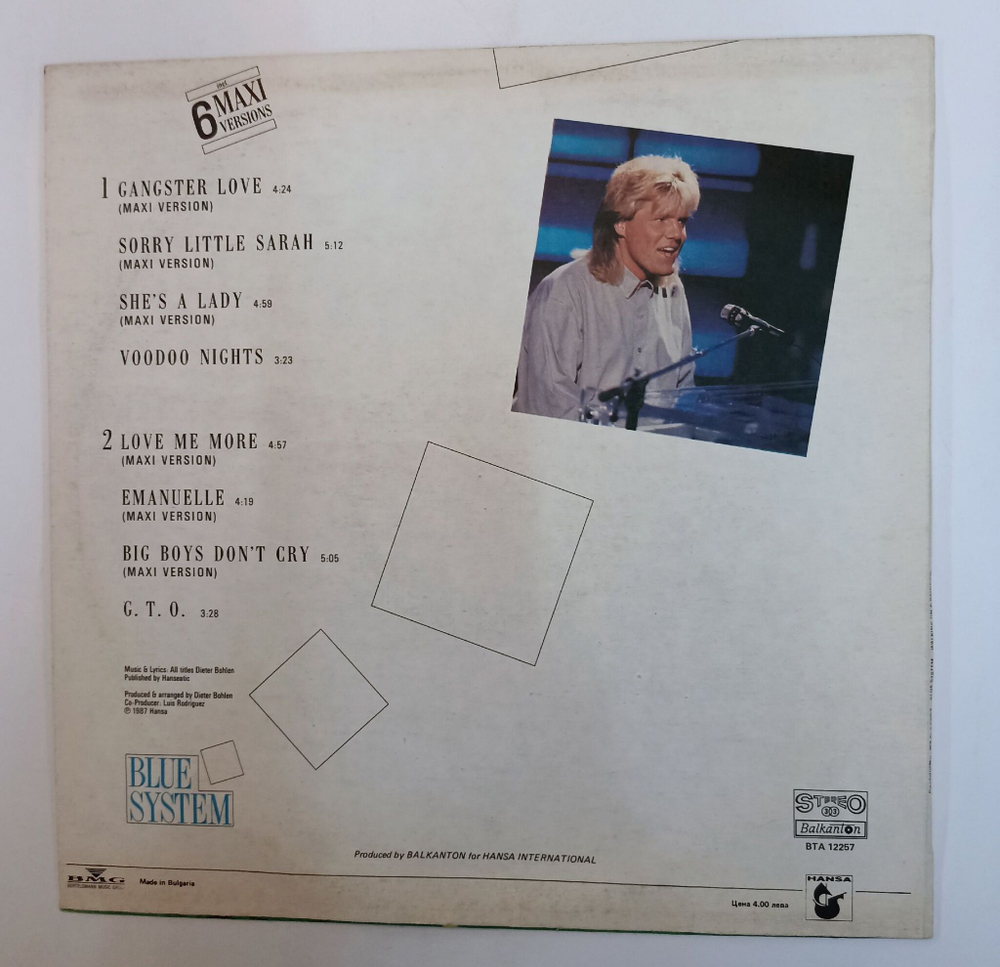 incl.
6 MAXI
VERSIONS
1 GANGSTER LOVE 4:24
(MAXI VERSION)
SORRY LITTLE SARAH 5:12
(MAXI VERSION)
SHE'S A LADY 4:59
(MAXI VERSION)
VOODOO NIGHTS 3:23
2 LOVE ME MORE 4:57
(MAXI VERSION)
EMANUELLE 4:19
(MAXI VERSION)
BIG BOYS DON'T CRY 5:05
(MAXI VERSION)
G. T. O. 3:28
Music & Lyrics: All titles Dieter Bohlen
Published by Hanseatic
Produced & arranged by Dieter Bohlen
Co-Producer: Luis Rodriguez
℗ 1987 Hansa
BLUE
SYSTEM
STEREO
33
Balkanton
BTA 12257
Produced by BALKANTON for HANSA INTERNATIONAL
BMG
Made in Bulgaria
HANSA
Цена 4.00 лева